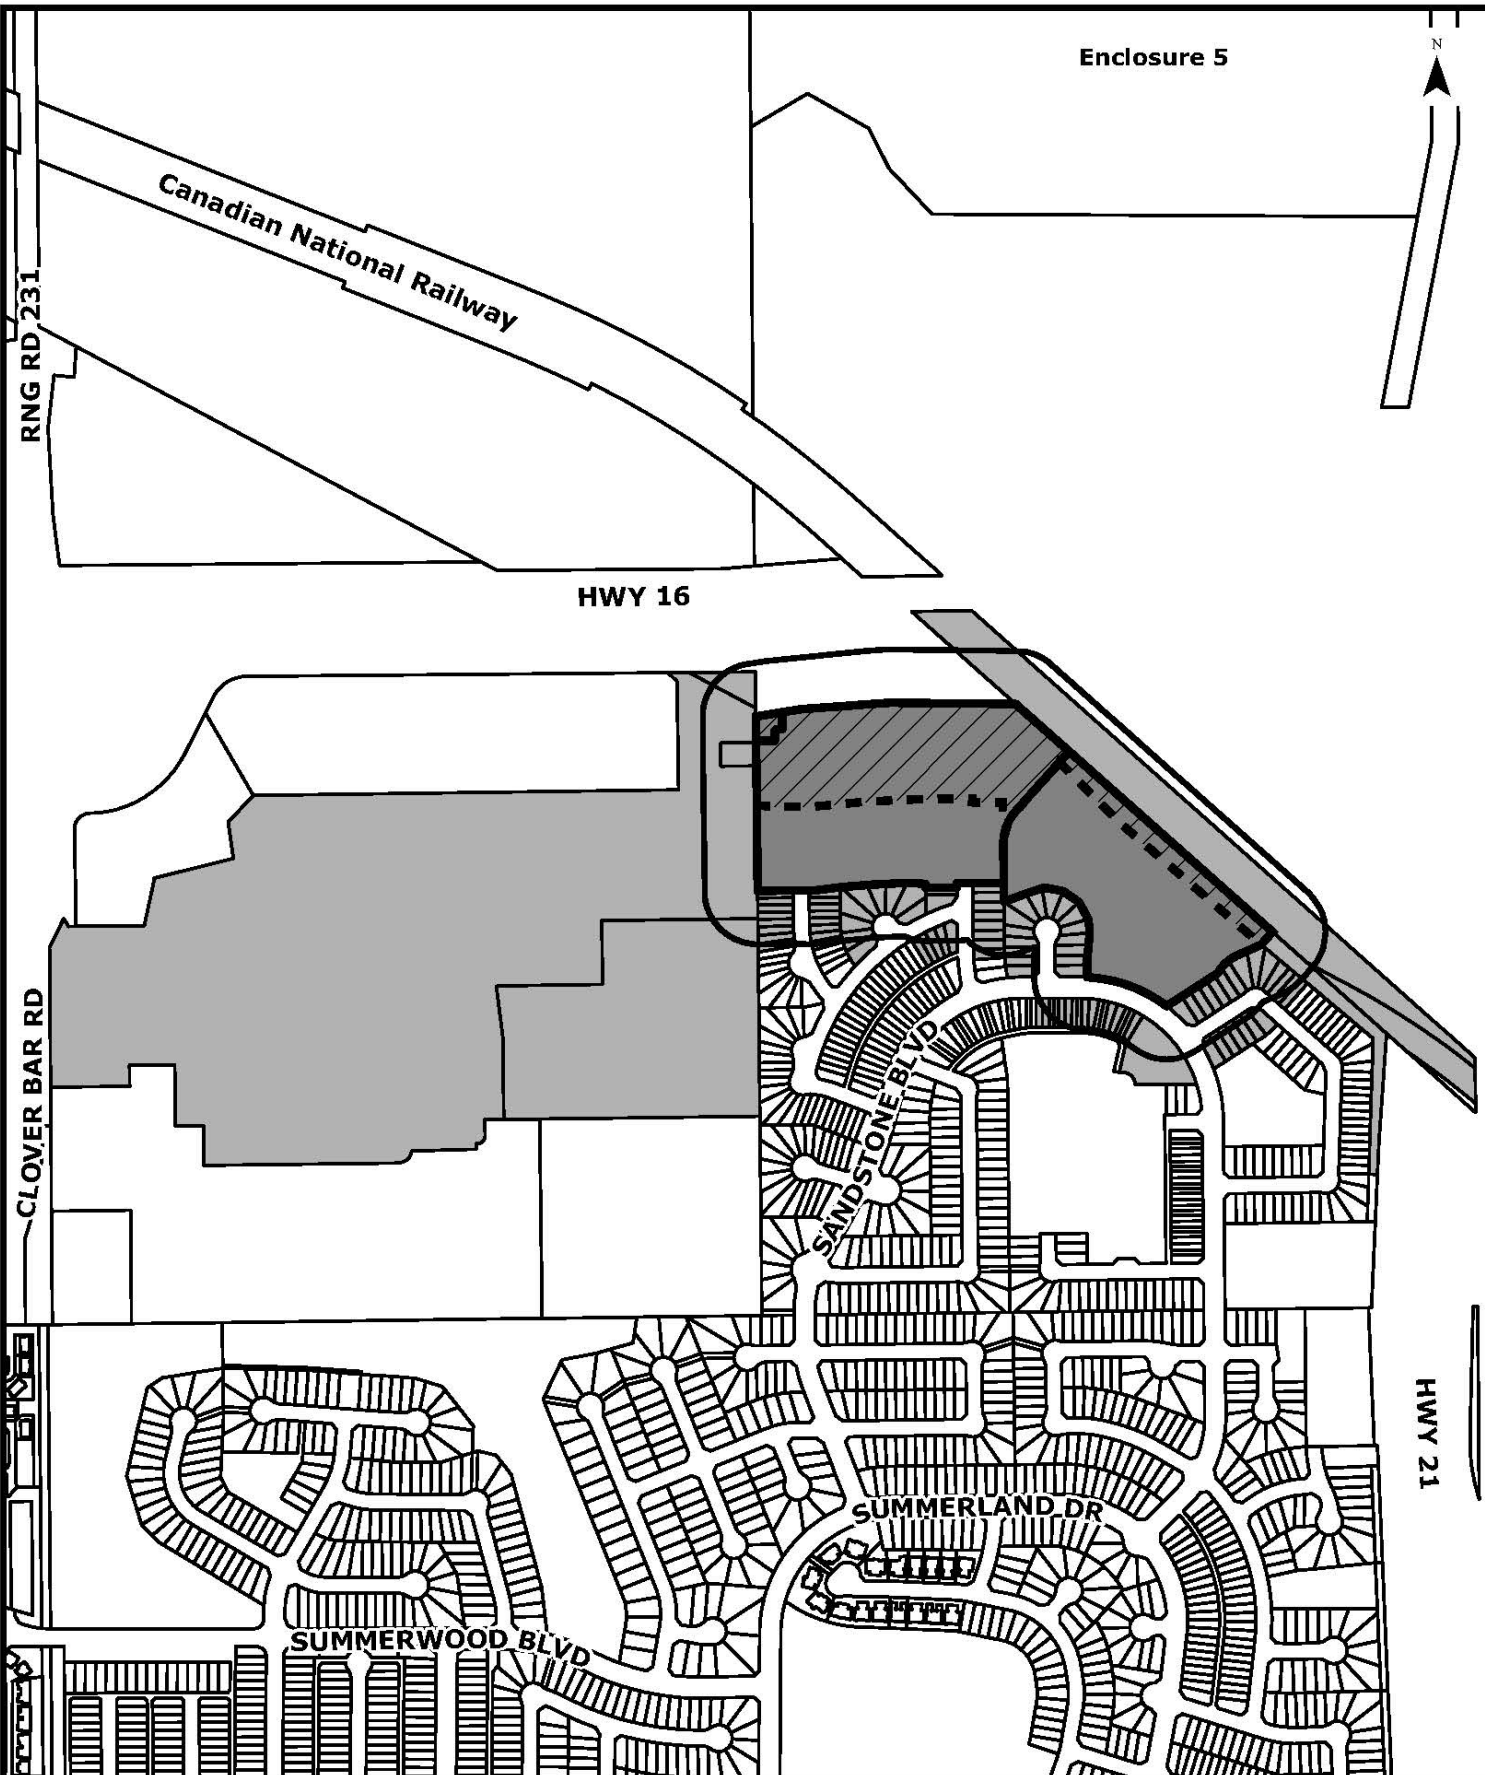 Enclosure 5
N
Canadian National Railway
RNG RD 231
HWY 16
CLOVER BAR RD
SANDSTONE BLVD
HWY 21
SUMMERLAND DR
SUMMERWOOD BLVD